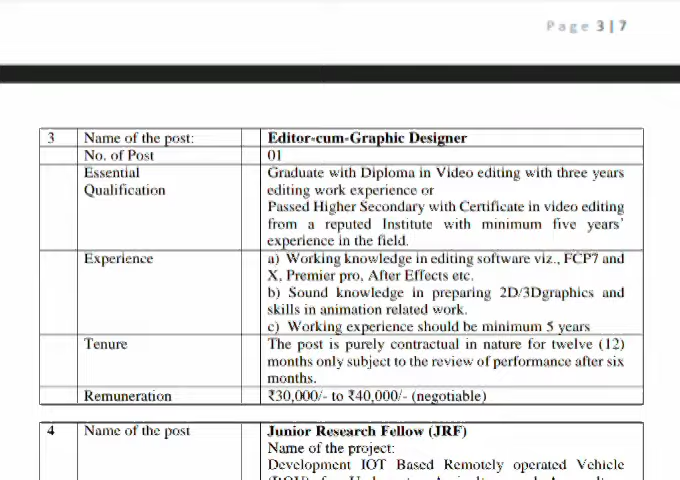 Page 3 | 7
3 Name of the post: Editor-cum-Graphic Designer
No. of Post 01
Essential Graduate with Diploma in Video editing with three years
Qualification editing work experience or
Passed Higher Secondary with Certificate in video editing
from a reputed Institute with minimum five years'
experience in the field.
Experience a) Working knowledge in editing software viz., FCP7 and
X, Premier pro, After Effects etc.
b) Sound knowledge in preparing 2D/3Dgraphics and
skills in animation related work.
c) Working experience should be minimum 5 years
Tenure The post is purely contractual in nature for twelve (12)
months only subject to the review of performance after six
months.
Remuneration ₹30,000/- to ₹40,000/- (negotiable)
4 Name of the post Junior Research Fellow (JRF)
Name of the project:
Development IOT Based Remotely operated Vehicle